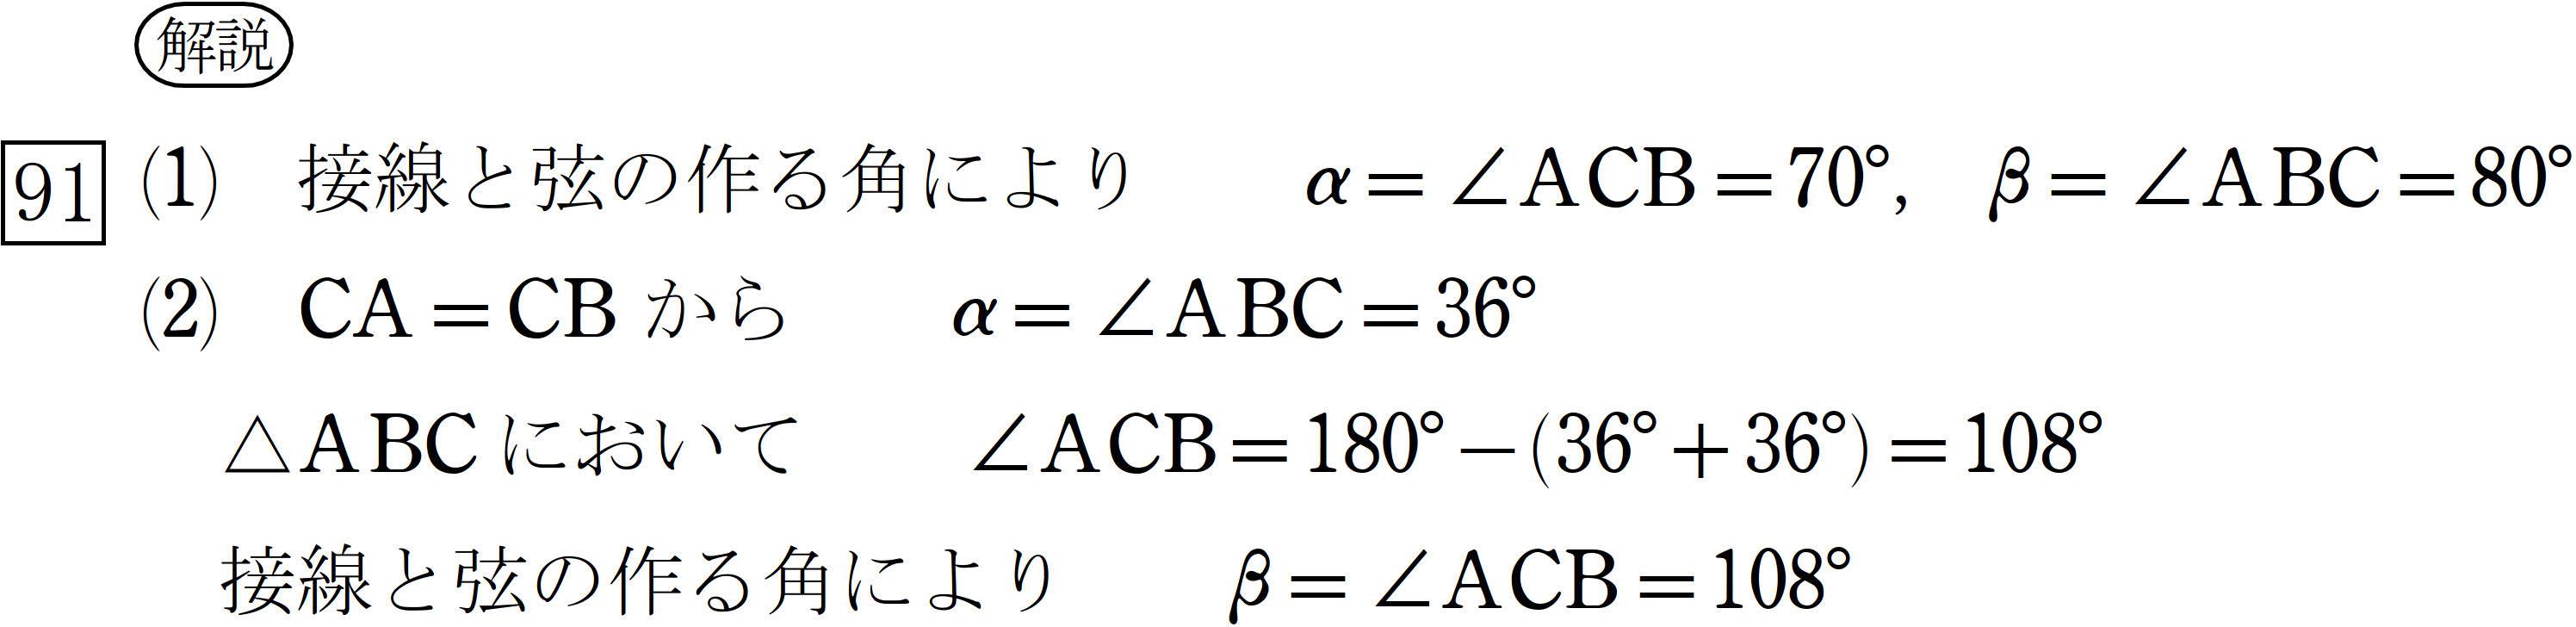 解説
91 (1) 接線と弦の作る角により α=∠ACB=70°, β=∠ABC=80°
(2) CA=CB から α=∠ABC=36°
△ABC において ∠ACB=180°−(36°+36°)=108°
接線と弦の作る角により β=∠ACB=108°